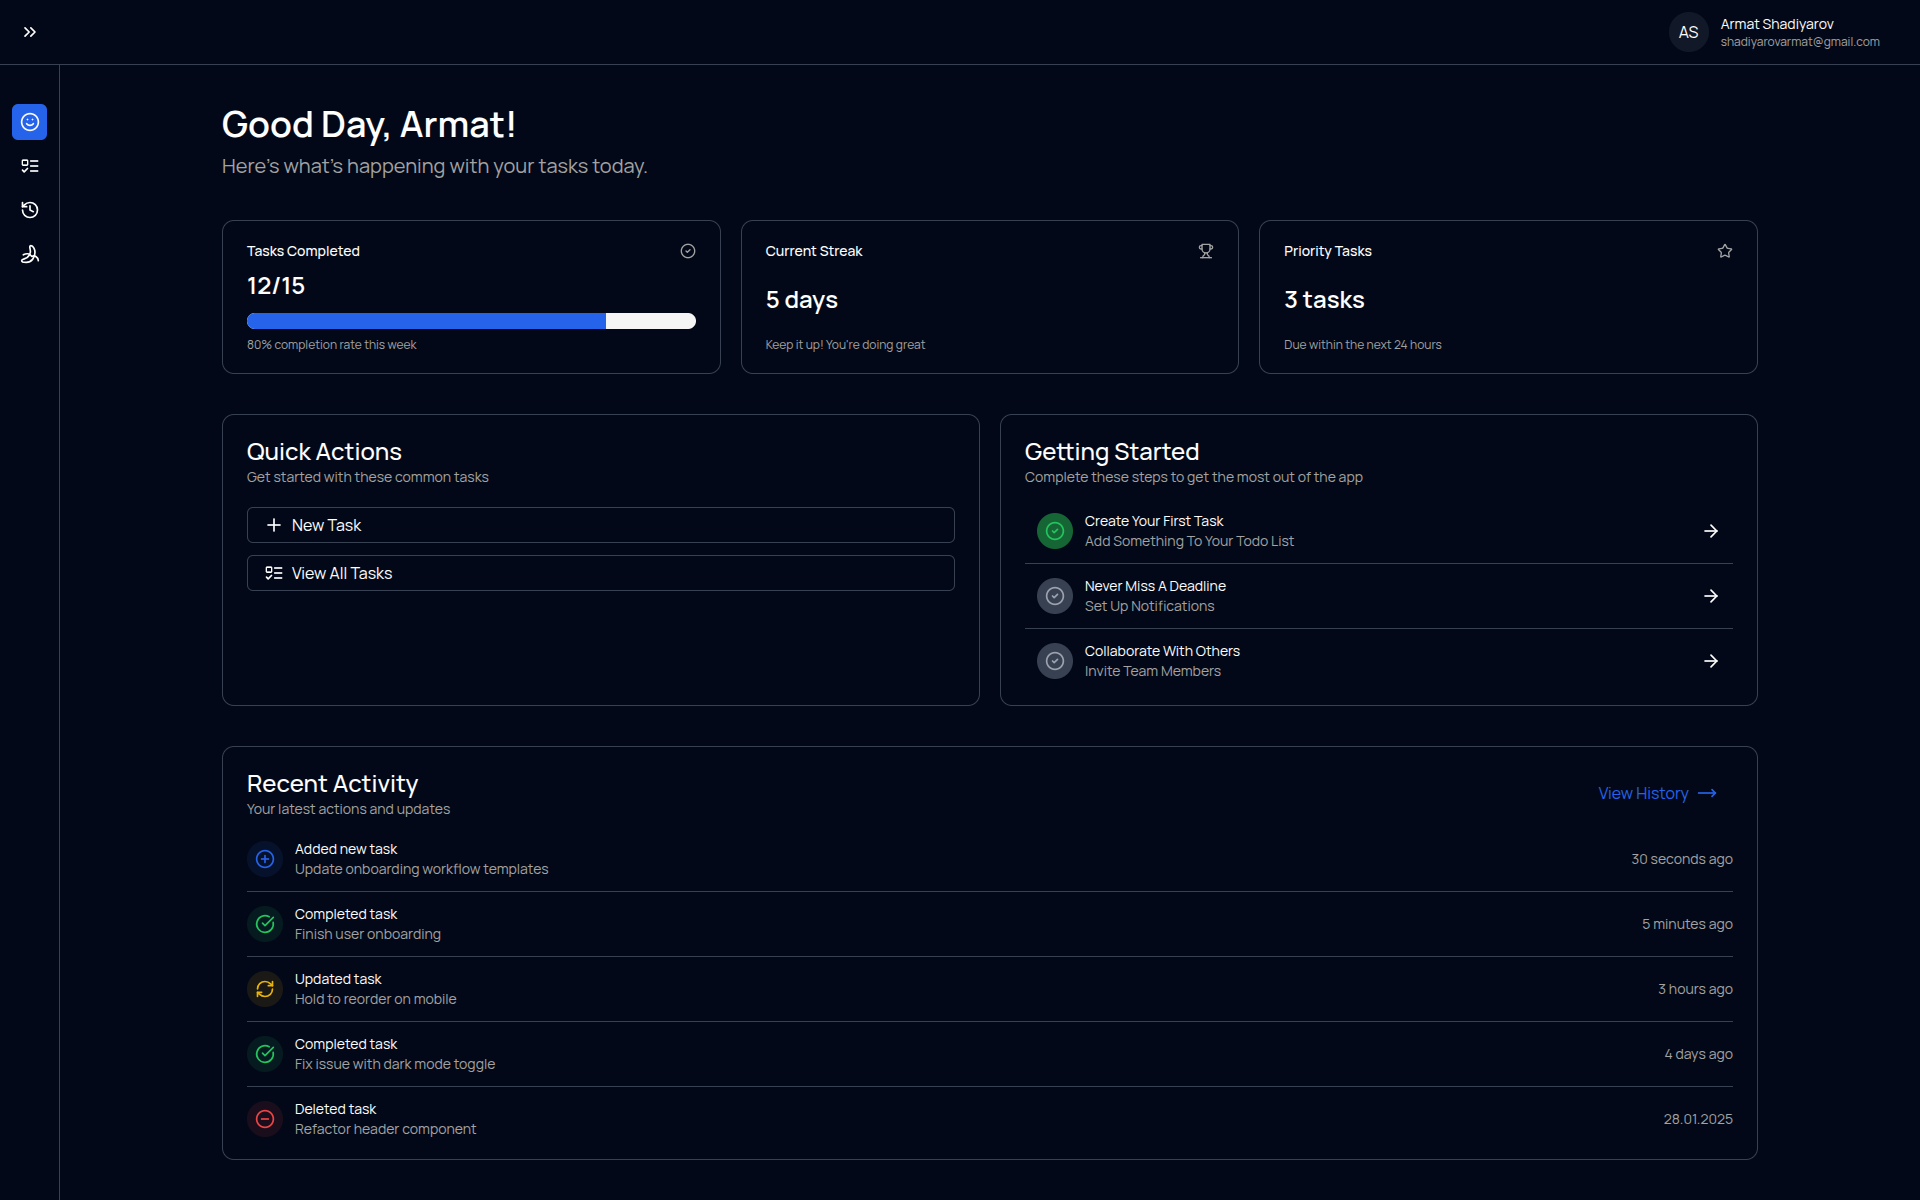 AS
Armat Shadiyarov
shadiyarovarmat@gmail.com
Good Day, Armat!
Here's what's happening with your tasks today.
Tasks Completed
12/15
80% completion rate this week
Current Streak
5 days
Keep it up! You're doing great
Priority Tasks
3 tasks
Due within the next 24 hours
Quick Actions
Get started with these common tasks
New Task
View All Tasks
Getting Started
Complete these steps to get the most out of the app
Create Your First Task
Add Something To Your Todo List
Never Miss A Deadline
Set Up Notifications
Collaborate With Others
Invite Team Members
Recent Activity
Your latest actions and updates
View History
Added new task
Update onboarding workflow templates
30 seconds ago
Completed task
Finish user onboarding
5 minutes ago
Updated task
Hold to reorder on mobile
3 hours ago
Completed task
Fix issue with dark mode toggle
4 days ago
Deleted task
Refactor header component
28.01.2025